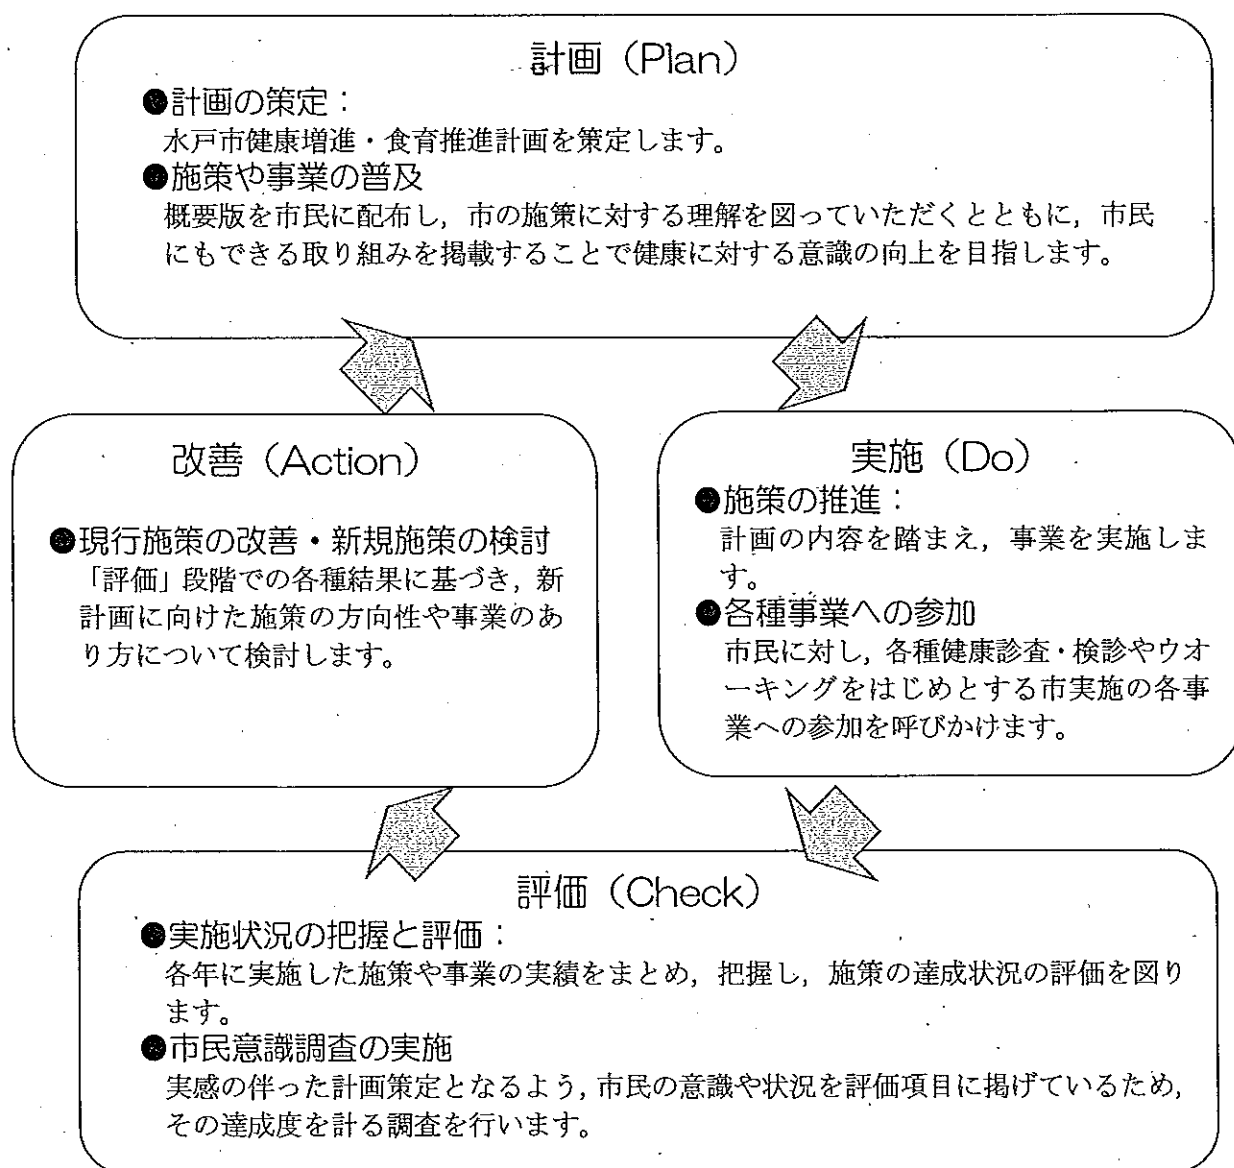 計画（Plan）
●計画の策定：
水戸市健康増進・食育推進計画を策定します。
●施策や事業の普及
概要版を市民に配布し，市の施策に対する理解を図っていただくとともに，市民
にもできる取り組みを掲載することで健康に対する意識の向上を目指します。
改善（Action）
●現行施策の改善・新規施策の検討
「評価」段階での各種結果に基づき，新
計画に向けた施策の方向性や事業のあ
り方について検討します。
実施（Do）
●施策の推進：
計画の内容を踏まえ，事業を実施しま
す。
●各種事業への参加
市民に対し，各種健康診査・検診やウオ
ーキングをはじめとする市実施の各事
業への参加を呼びかけます。
評価（Check）
●実施状況の把握と評価：
各年に実施した施策や事業の実績をまとめ，把握し，施策の達成状況の評価を図り
ます。
●市民意識調査の実施
実感の伴った計画策定となるよう，市民の意識や状況を評価項目に掲げているため，
その達成度を計る調査を行います。